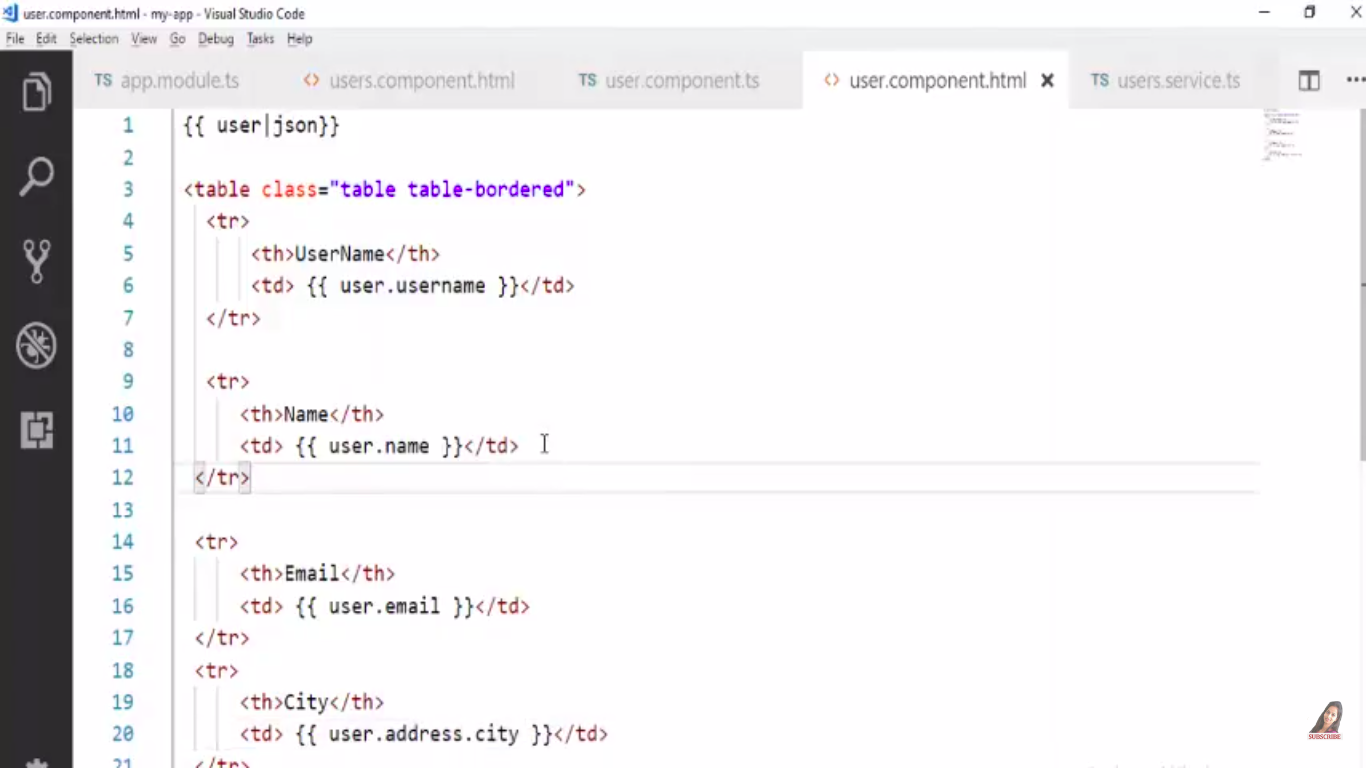 user.component.html - my-app - Visual Studio Code
File Edit Selection View Go Debug Tasks Help
TS app.module.ts <> users.component.html TS user.component.ts <> user.component.html TS users.service.ts
1 {{ user|json}}
2
3 <table class="table table-bordered">
4 <tr>
5 <th>UserName</th>
6 <td> {{ user.username }}</td>
7 </tr>
8
9 <tr>
10 <th>Name</th>
11 <td> {{ user.name }}</td>
12 </tr>
13
14 <tr>
15 <th>Email</th>
16 <td> {{ user.email }}</td>
17 </tr>
18 <tr>
19 <th>City</th>
20 <td> {{ user.address.city }}</td>
21 </tr>
SUBSCRIBE